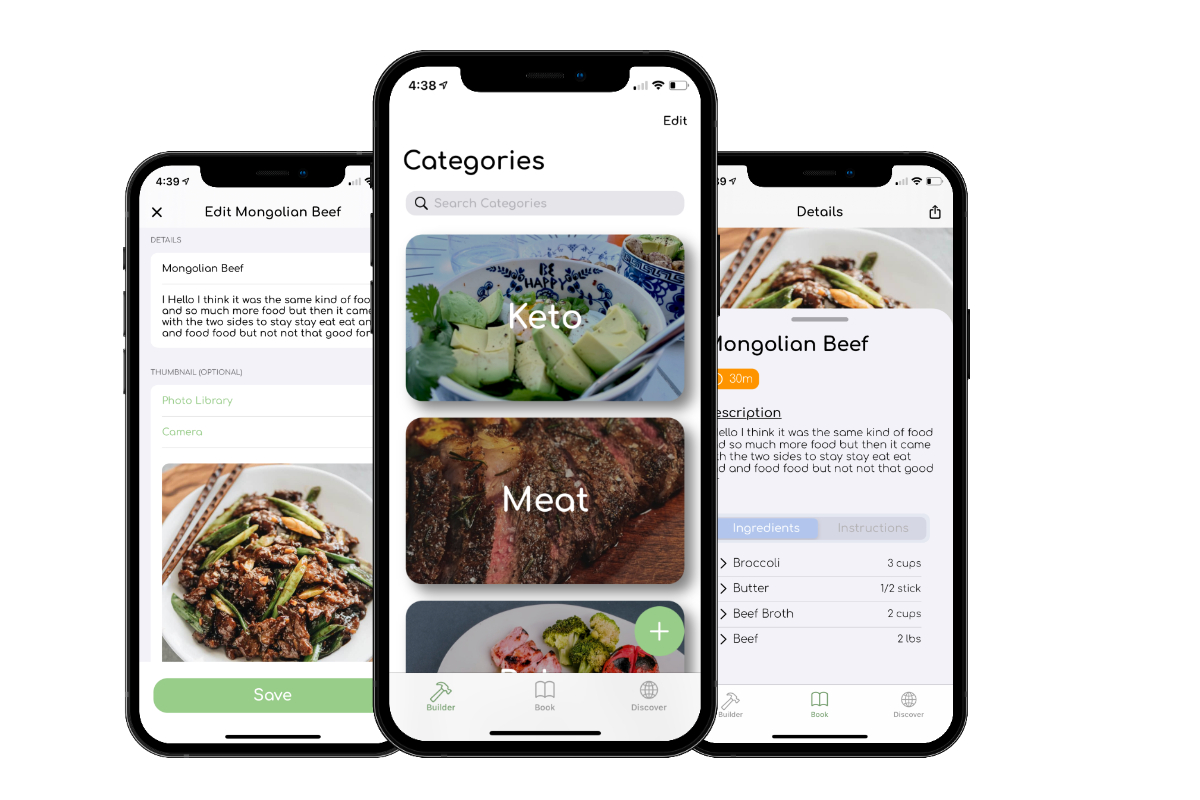 4:39
Edit Mongolian Beef
DETAILS
Mongolian Beef
I Hello I think it was the same kind of foo
and so much more food but then it came
with the two sides to stay stay eat eat an
and food food but not not that good for
THUMBNAIL (OPTIONAL)
Photo Library
Camera
Save
4:38
Edit
Categories
Search Categories
BE
HAPPY
Keto
Meat
Builder
Book
Discover
39
Details
Mongolian Beef
30m
escription
ello I think it was the same kind of food
d so much more food but then it came
h the two sides to stay stay eat eat
d and food food but not not that good
Ingredients
Instructions
Broccoli
3 cups
Butter
1/2 stick
Beef Broth
2 cups
Beef
2 lbs
Builder
Book
Discover